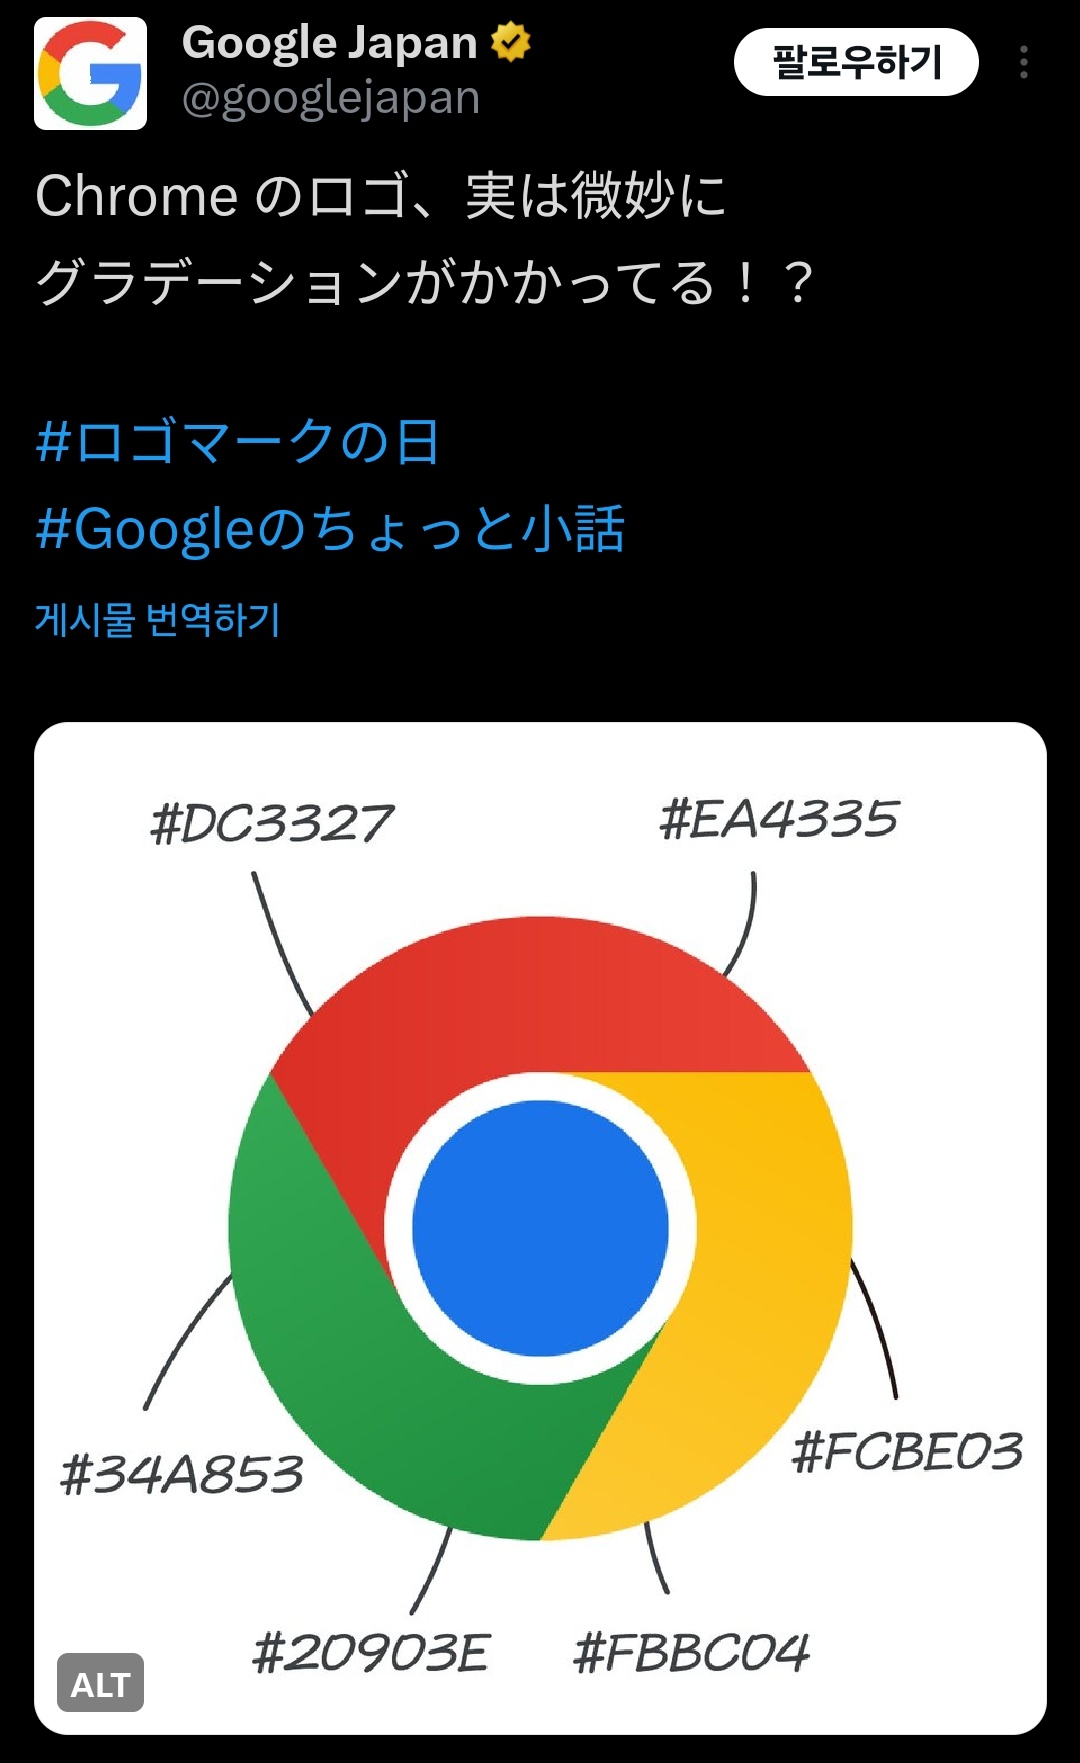 Google Japan
@googlejapan
팔로우하기
Chrome のロゴ、実は微妙に
グラデーションがかかってる！？
#ロゴマークの日
#Googleのちょっと小話
게시물 번역하기
#DC3327
#EA4335
#34A853
#FCBE03
#20903E
#FBBC04
ALT